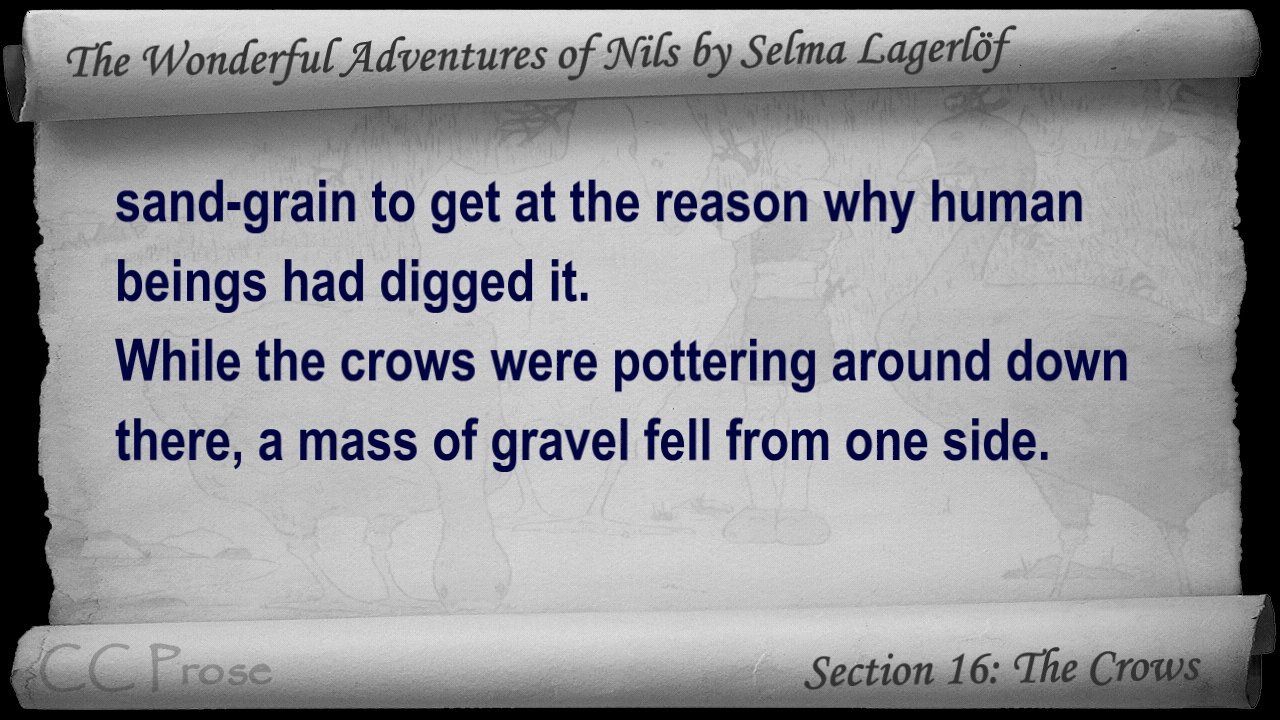 The Wonderful Adventures of Nils by Selma Lagerlöf
sand-grain to get at the reason why human
beings had digged it.
While the crows were pottering around down
there, a mass of gravel fell from one side.
CC Prose
Section 16: The Crows